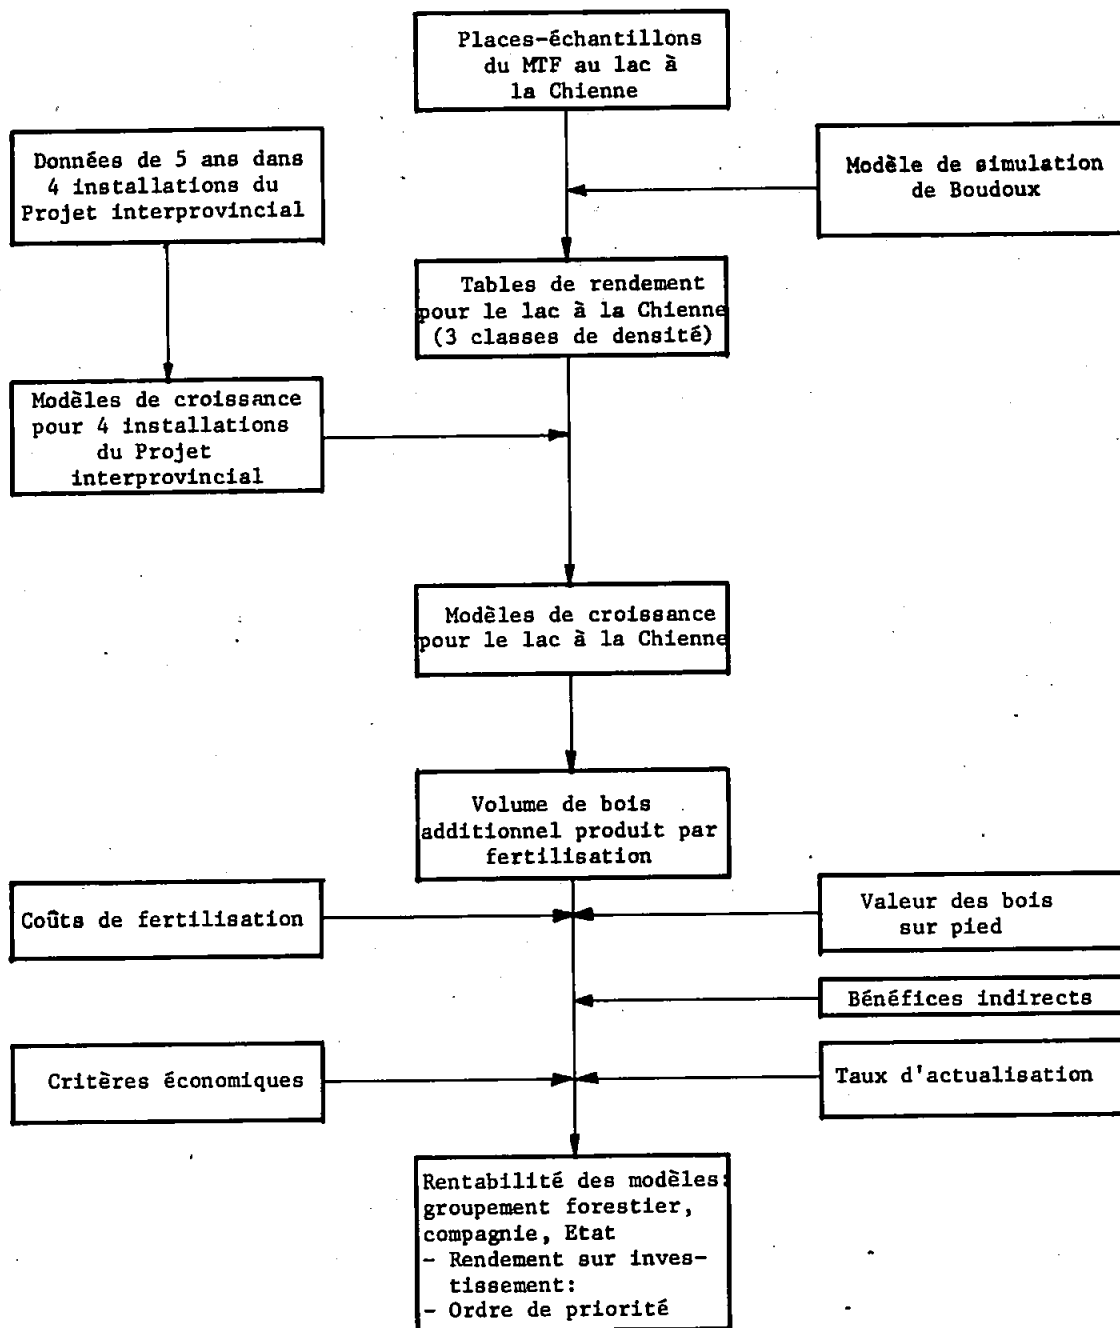 Places-échantillons
du MTF au lac à
la Chienne
Données de 5 ans dans
4 installations du
Projet interprovincial
Modèle de simulation
de Boudoux
Tables de rendement
pour le lac à la Chienne
(3 classes de densité)
Modèles de croissance
pour 4 installations
du Projet
interprovincial
Modèles de croissance
pour le lac à la Chienne
Volume de bois
additionnel produit par
fertilisation
Coûts de fertilisation
Valeur des bois
sur pied
Bénéfices indirects
Critères économiques
Taux d'actualisation
Rentabilité des modèles:
groupement forestier,
compagnie, Etat
- Rendement sur inves-
tissement:
- Ordre de priorité